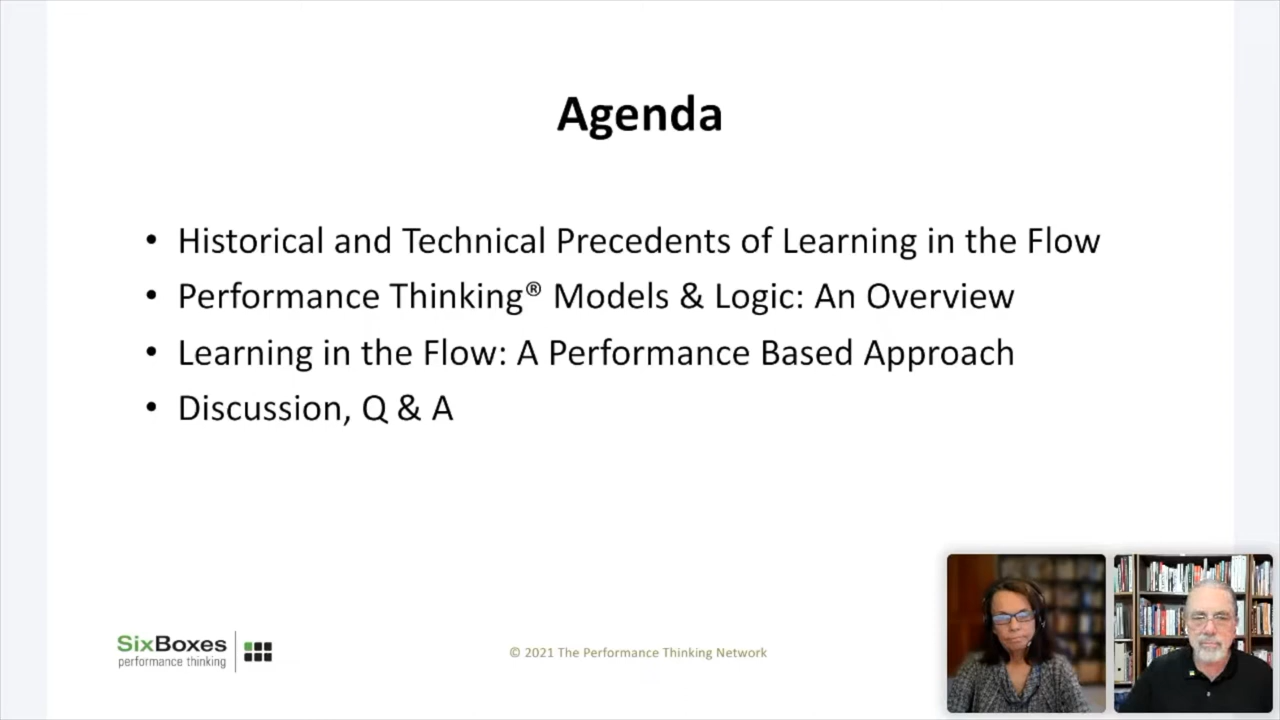 Agenda
• Historical and Technical Precedents of Learning in the Flow
• Performance Thinking® Models & Logic: An Overview
• Learning in the Flow: A Performance Based Approach
• Discussion, Q & A
SixBoxes
performance thinking
© 2021 The Performance Thinking Network